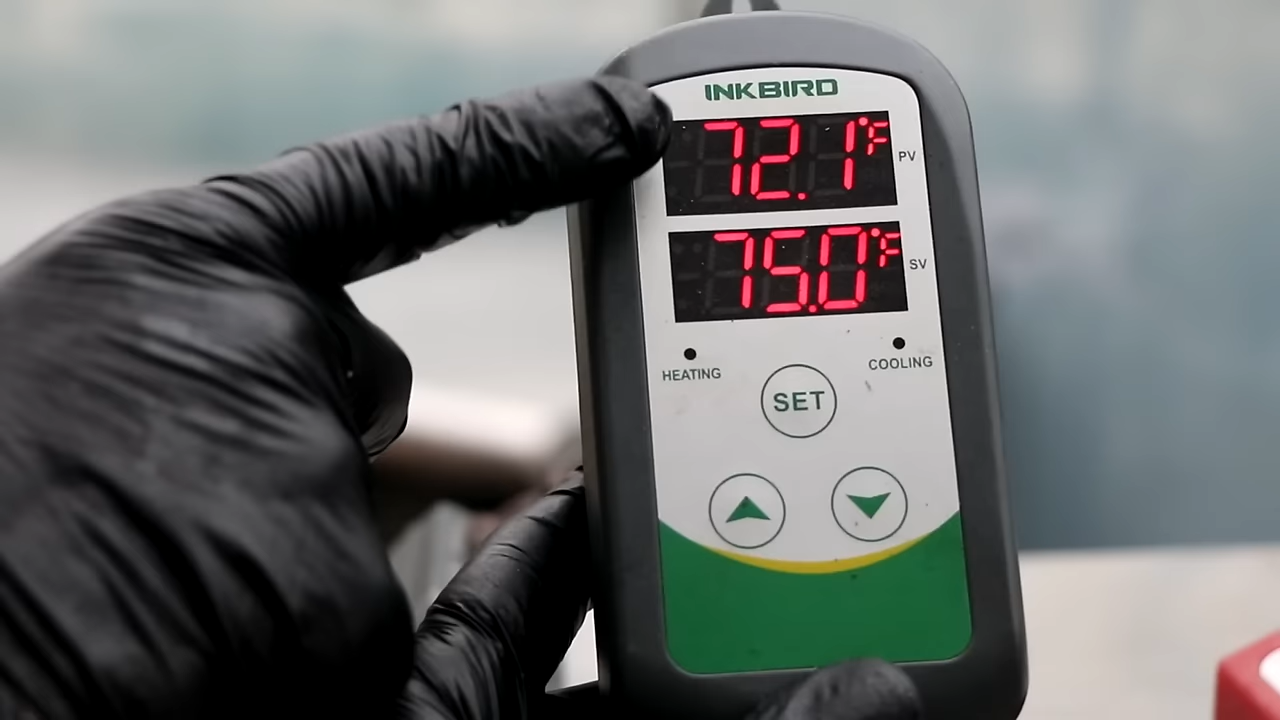 INKBIRD
72.1°F PV
75.0°F SV
HEATING
COOLING
SET